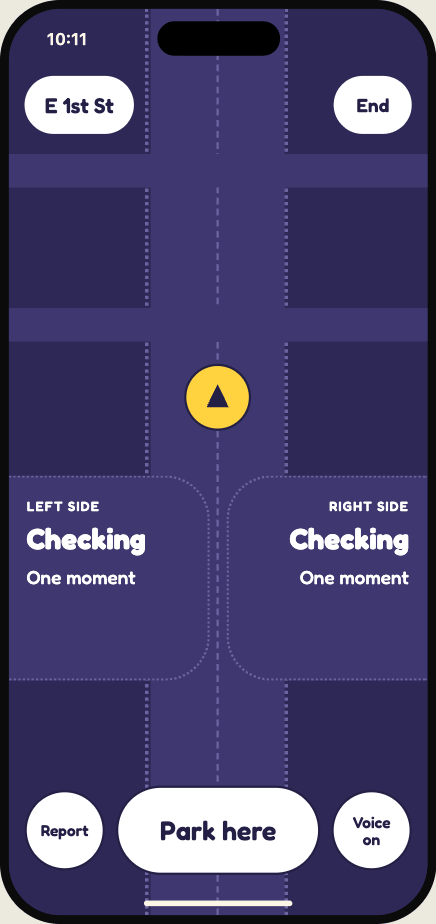 10:11
E 1st St
End
LEFT SIDE
Checking
One moment
RIGHT SIDE
Checking
One moment
Report
Park here
Voice
on